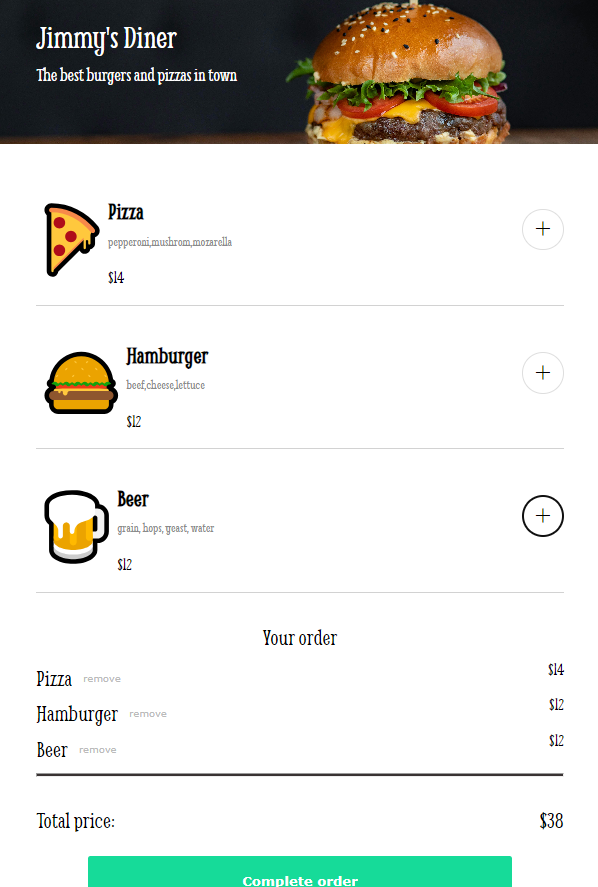 Jimmy's Diner
The best burgers and pizzas in town
Pizza
pepperoni,mushrom,mozarella
$14
Hamburger
beef,cheese,lettuce
$12
Beer
grain, hops, yeast, water
$12
Your order
Pizza remove $14
Hamburger remove $12
Beer remove $12
Total price: $38
Complete order